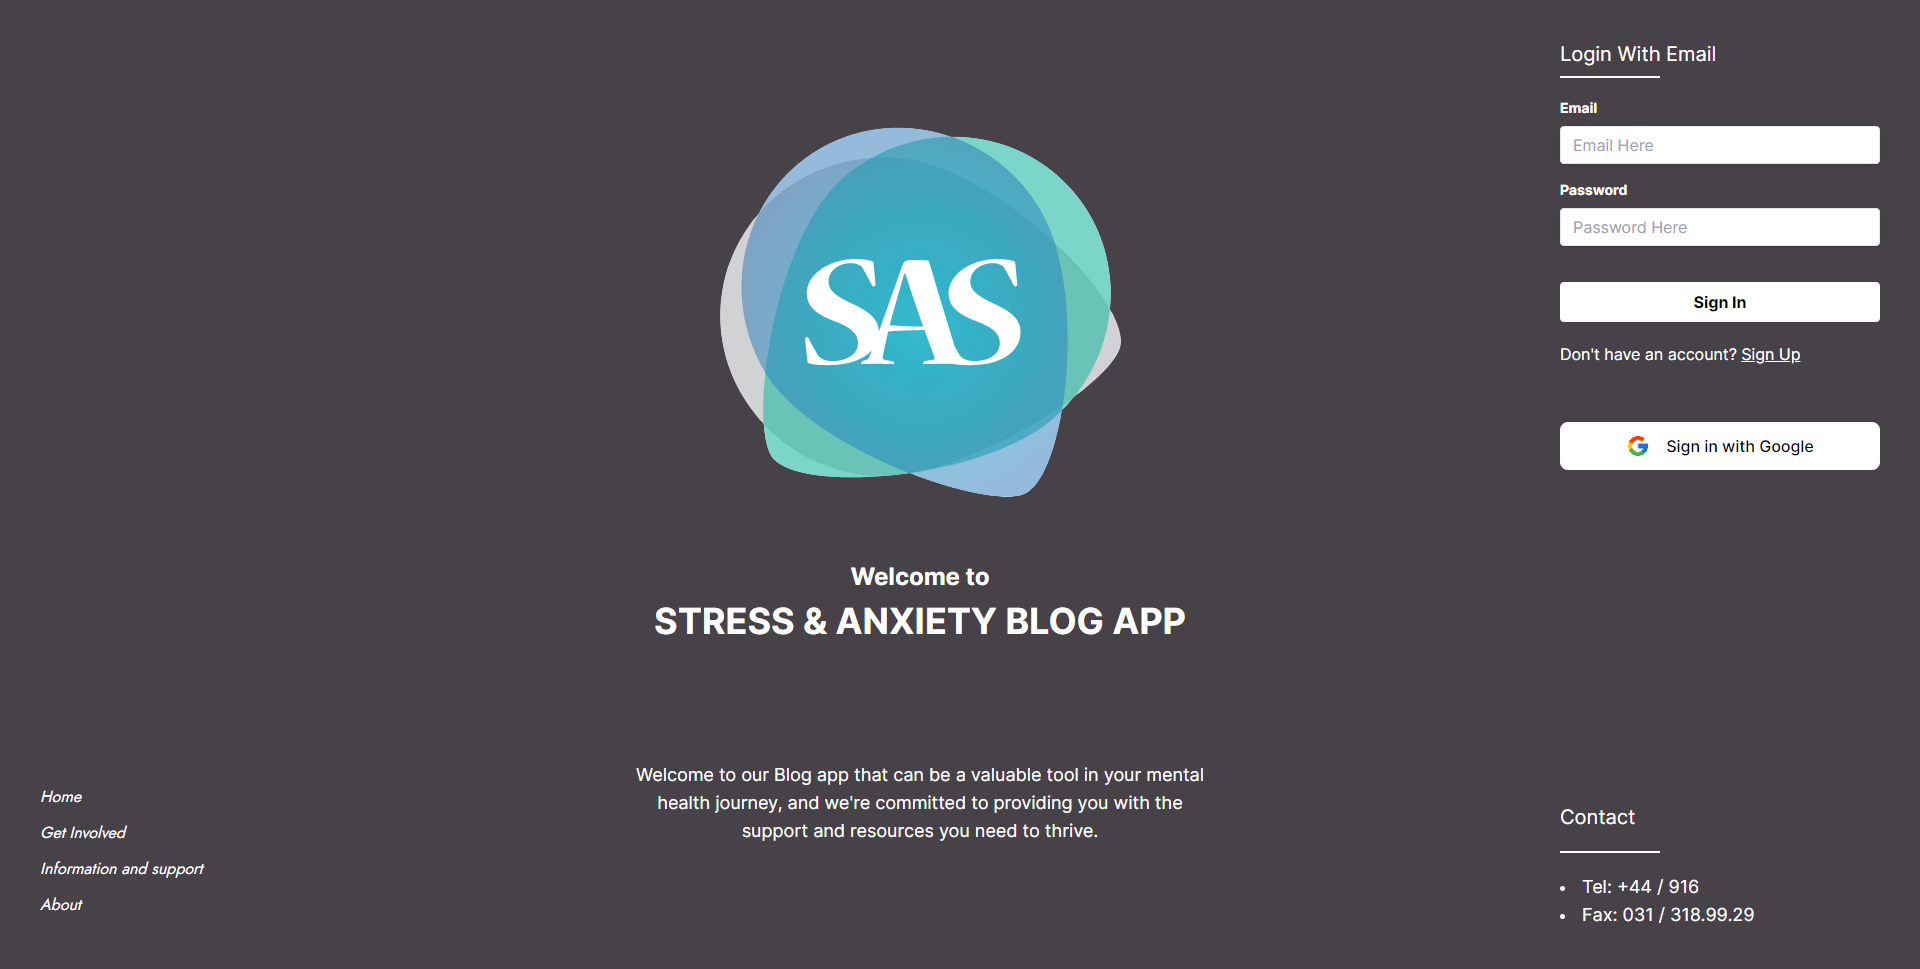 Login With Email
Email
Email Here
Password
Password Here
Sign In
Don't have an account? Sign Up
Sign in with Google
SAS
Welcome to
STRESS & ANXIETY BLOG APP
Welcome to our Blog app that can be a valuable tool in your mental
health journey, and we're committed to providing you with the
support and resources you need to thrive.
Home
Get Involved
Information and support
About
Contact
Tel: +44 / 916
Fax: 031 / 318.99.29